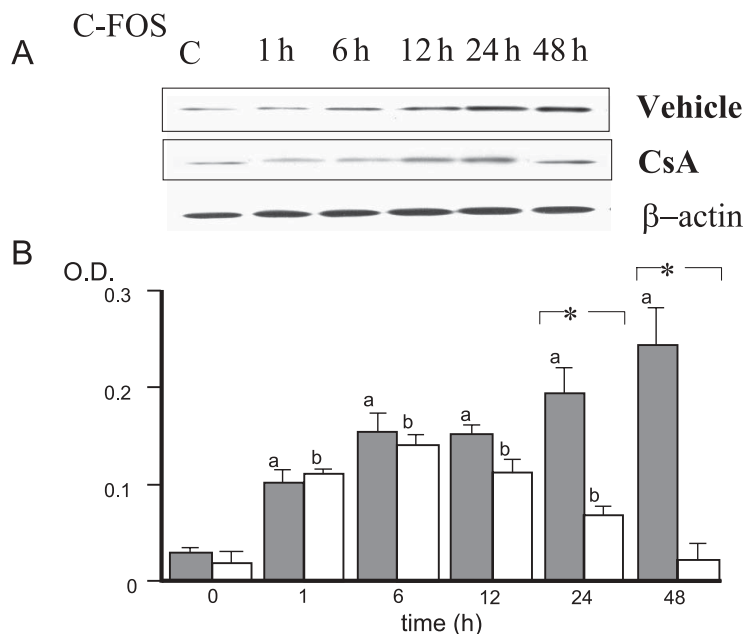 C-FOS
A C 1 h 6 h 12 h 24 h 48 h
Vehicle
CsA
β–actin
B
O.D.
0.3
* *
a
a
0.2
a b a
a b b
0.1
b
0
0 1 6 12 24 48
time (h)